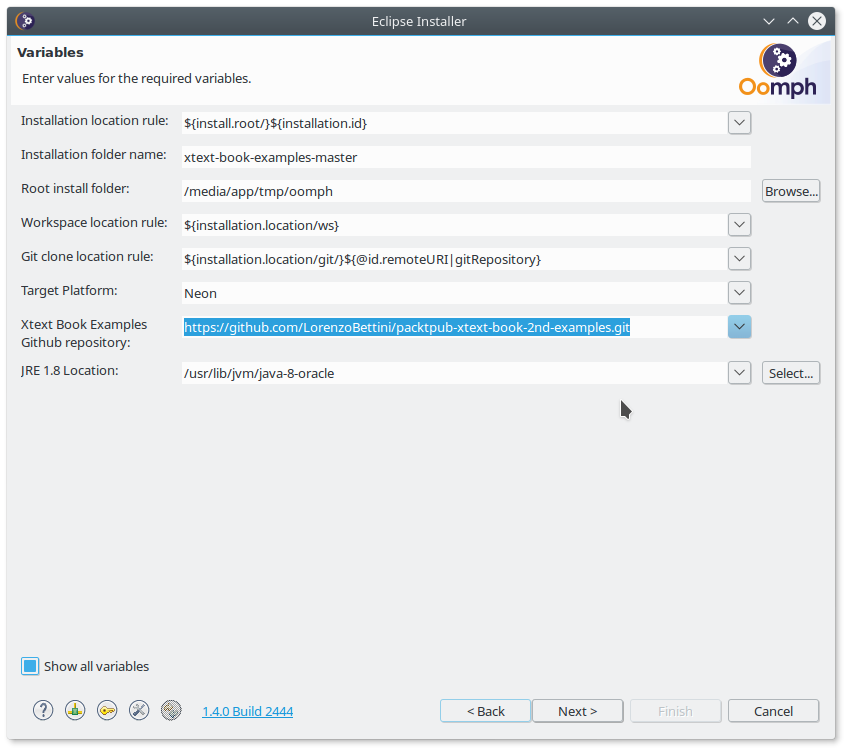 Eclipse Installer
Variables
Enter values for the required variables.
Oomph
Installation location rule: ${install.root/}${installation.id}
Installation folder name: xtext-book-examples-master
Root install folder: /media/app/tmp/oomph Browse...
Workspace location rule: ${installation.location/ws}
Git clone location rule: ${installation.location/git/}${@id.remoteURI|gitRepository}
Target Platform: Neon
Xtext Book Examples
Github repository: https://github.com/LorenzoBettini/packtpub-xtext-book-2nd-examples.git
JRE 1.8 Location: /usr/lib/jvm/java-8-oracle Select...
Show all variables
? 1.4.0 Build 2444 < Back Next > Finish Cancel